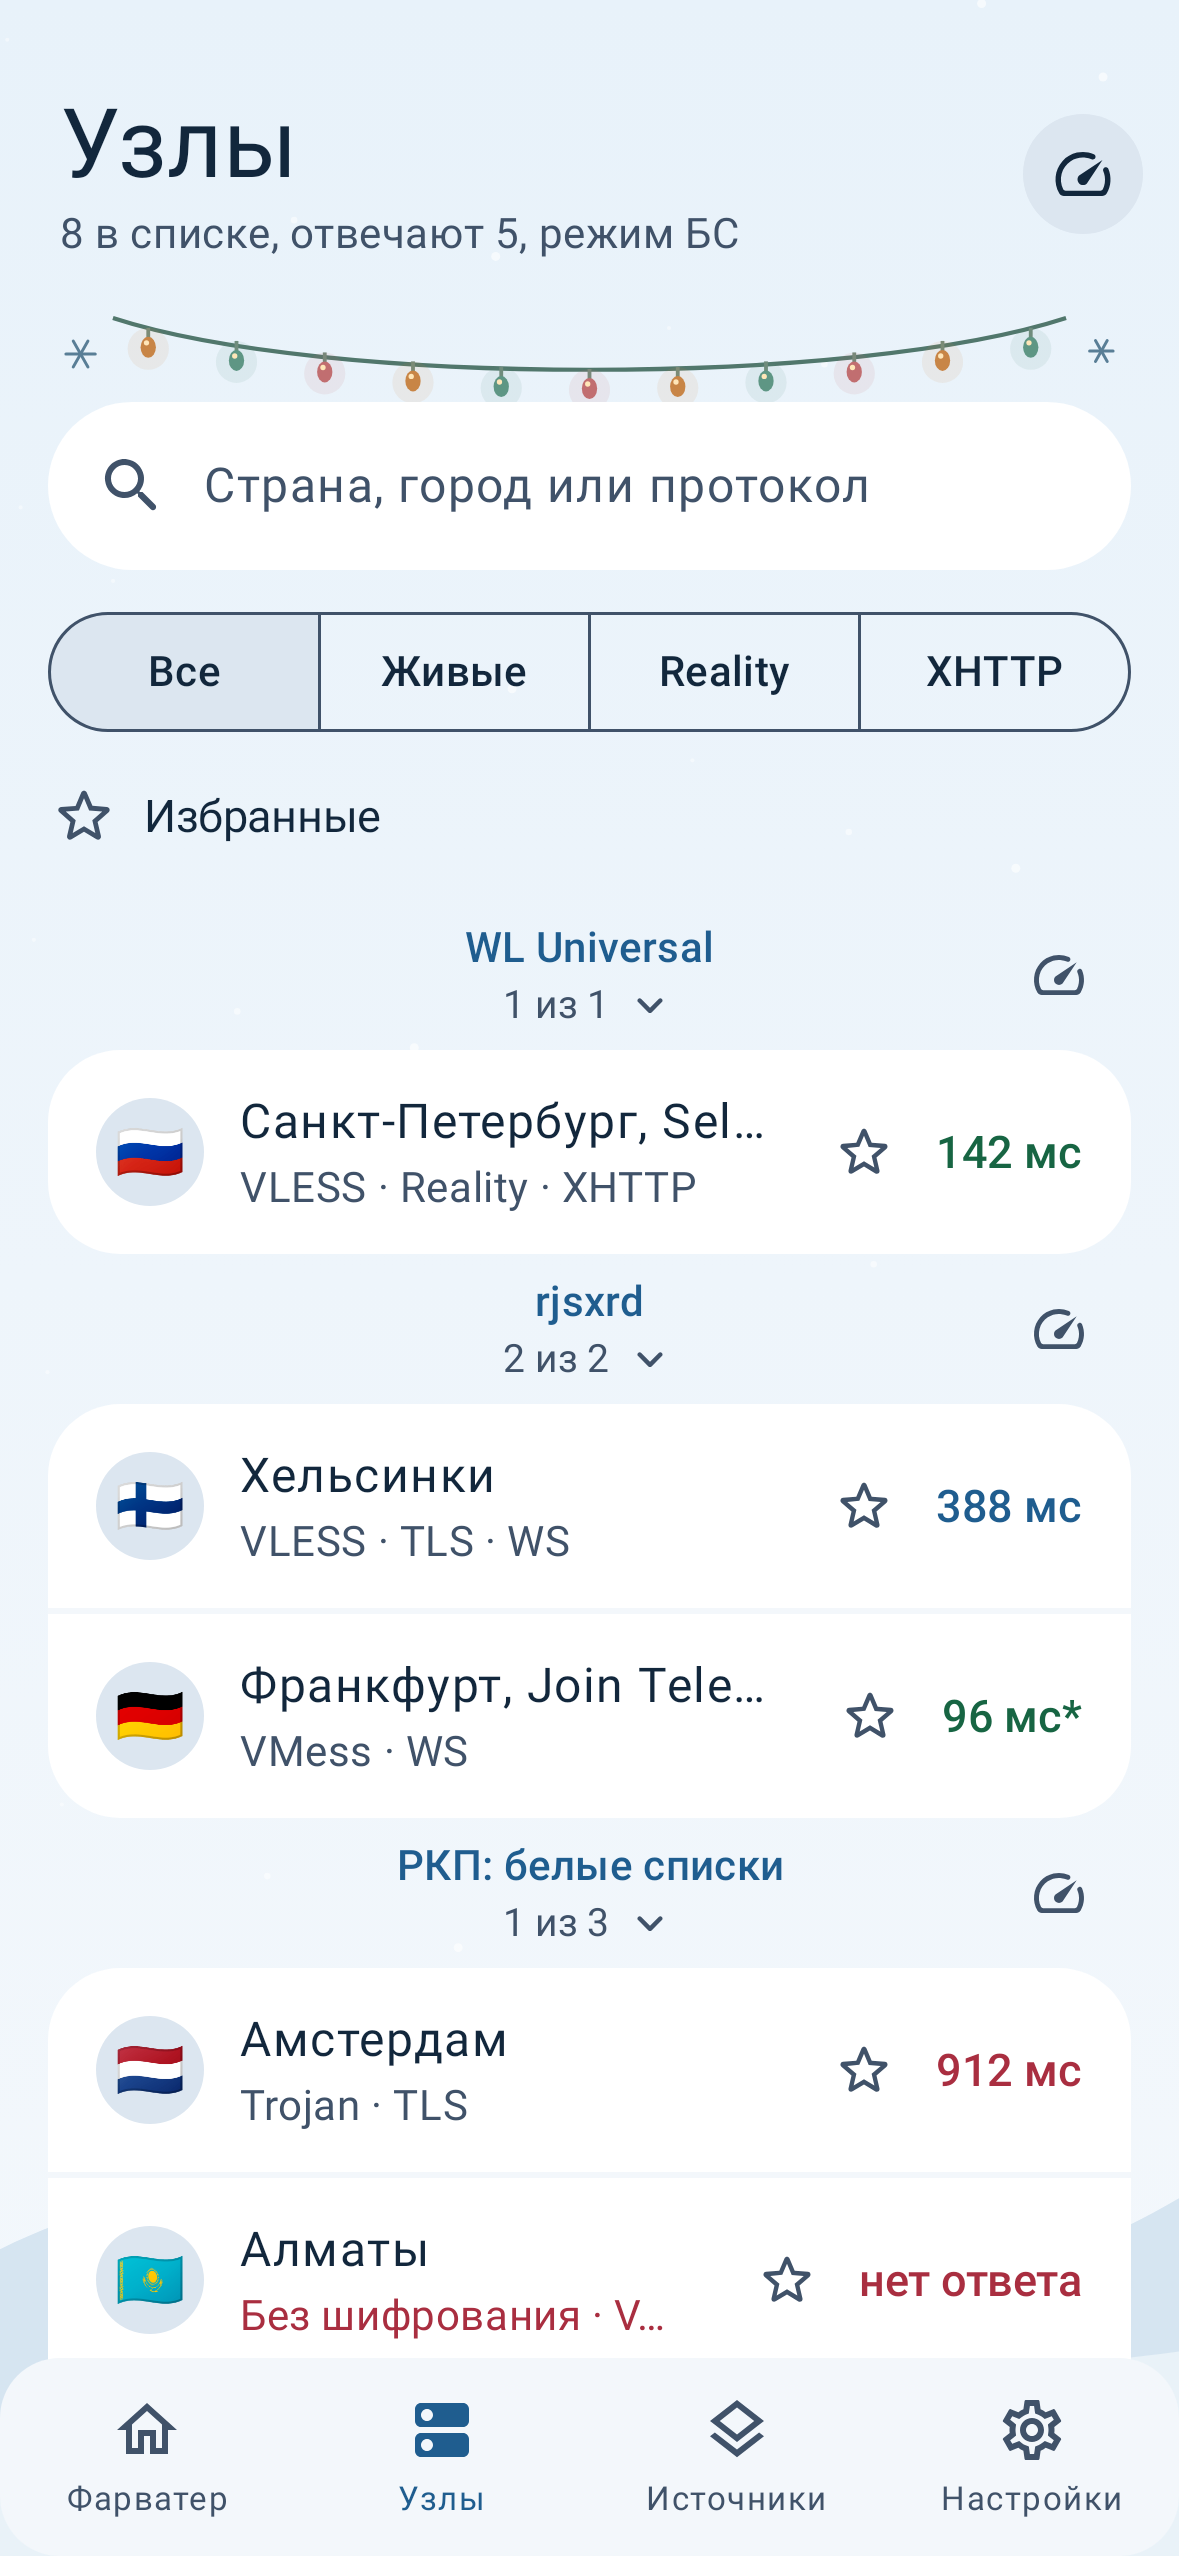 Узлы
8 в списке, отвечают 5, режим БС
Страна, город или протокол
Все
Живые
Reality
XHTTP
Избранные
WL Universal
1 из 1
Санкт-Петербург, Sel…
VLESS · Reality · XHTTP
142 мс
rjsxrd
2 из 2
Хельсинки
VLESS · TLS · WS
388 мс
Франкфурт, Join Tele…
VMess · WS
96 мс*
РКП: белые списки
1 из 3
Амстердам
Trojan · TLS
912 мс
Алматы
Без шифрования · V…
нет ответа
Фарватер
Узлы
Источники
Настройки